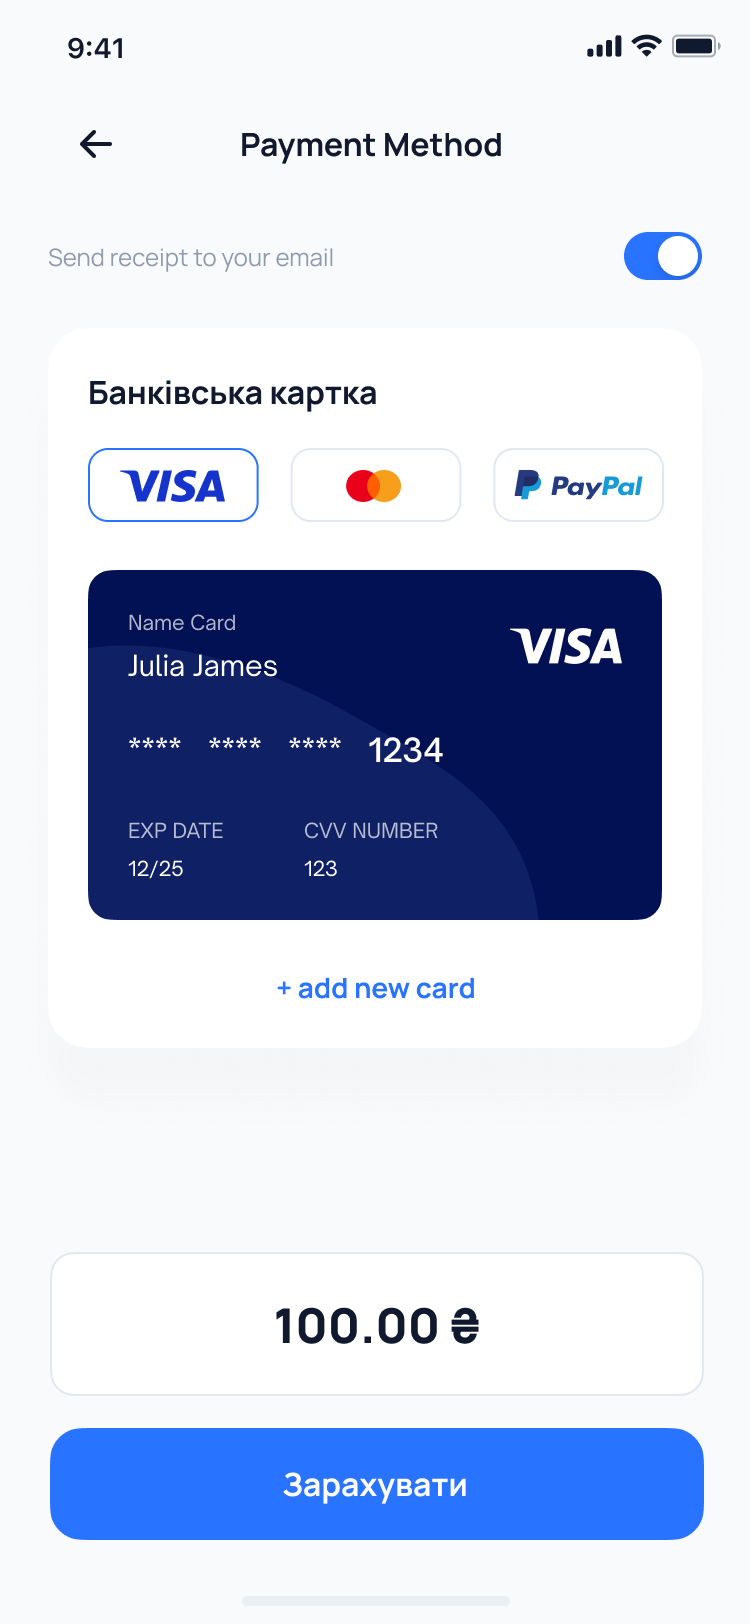 9:41
Payment Method
Send receipt to your email
Банківська картка
VISA
PayPal
Name Card
VISA
Julia James
**** **** **** 1234
EXP DATE CVV NUMBER
12/25 123
+ add new card
100.00 ₴
Зарахувати